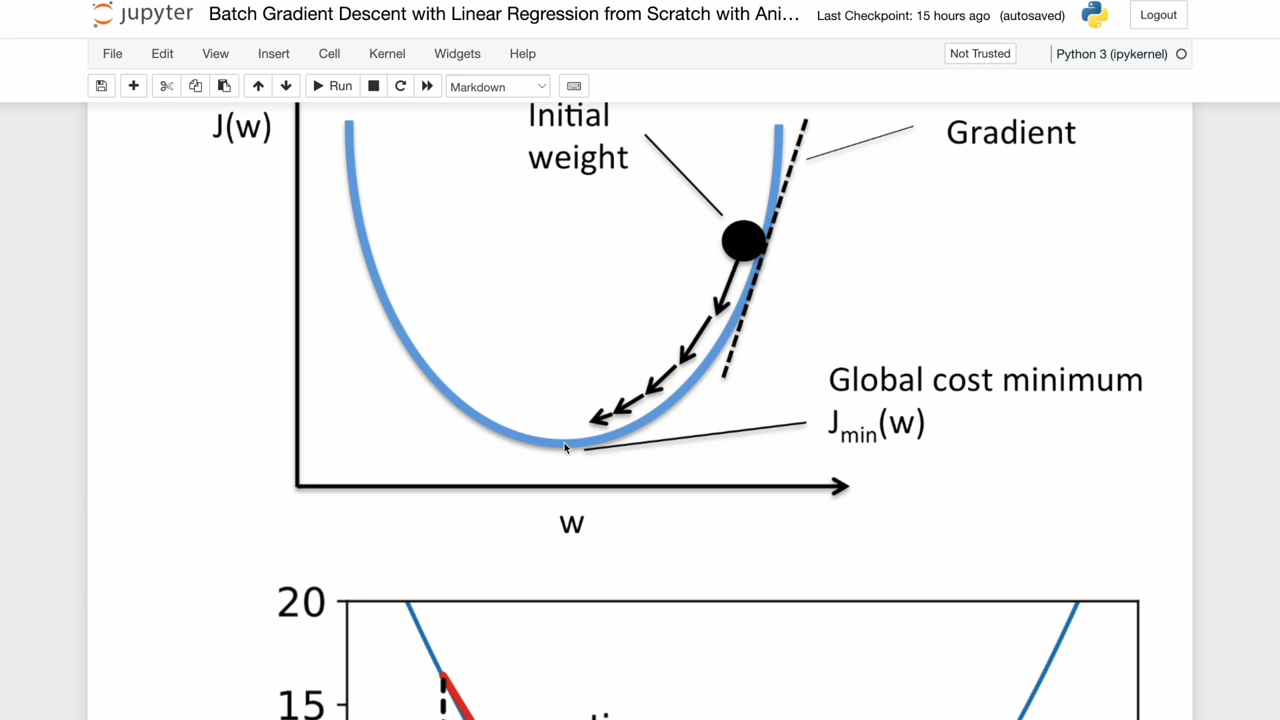 jupyter Batch Gradient Descent with Linear Regression from Scratch with Ani... Last Checkpoint: 15 hours ago (autosaved) Logout
File Edit View Insert Cell Kernel Widgets Help Not Trusted Python 3 (ipykernel)
Run Markdown
J(w)
Initial
weight
Gradient
Global cost minimum
Jmin(w)
w
20
15